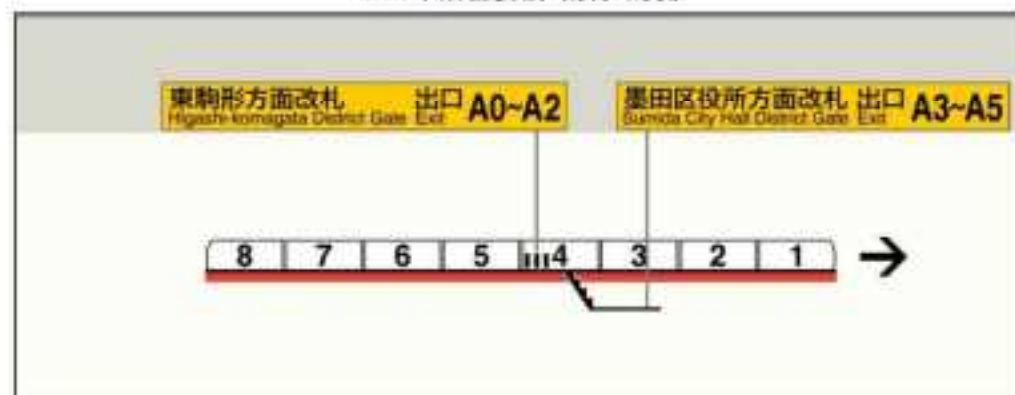 東駒形方面改札 出口 A0~A2
Higashi-komagata District Gate Exit
墨田区役所方面改札 出口 A3~A5
Sumida City Hall District Gate Exit
8 7 6 5 4 3 2 1